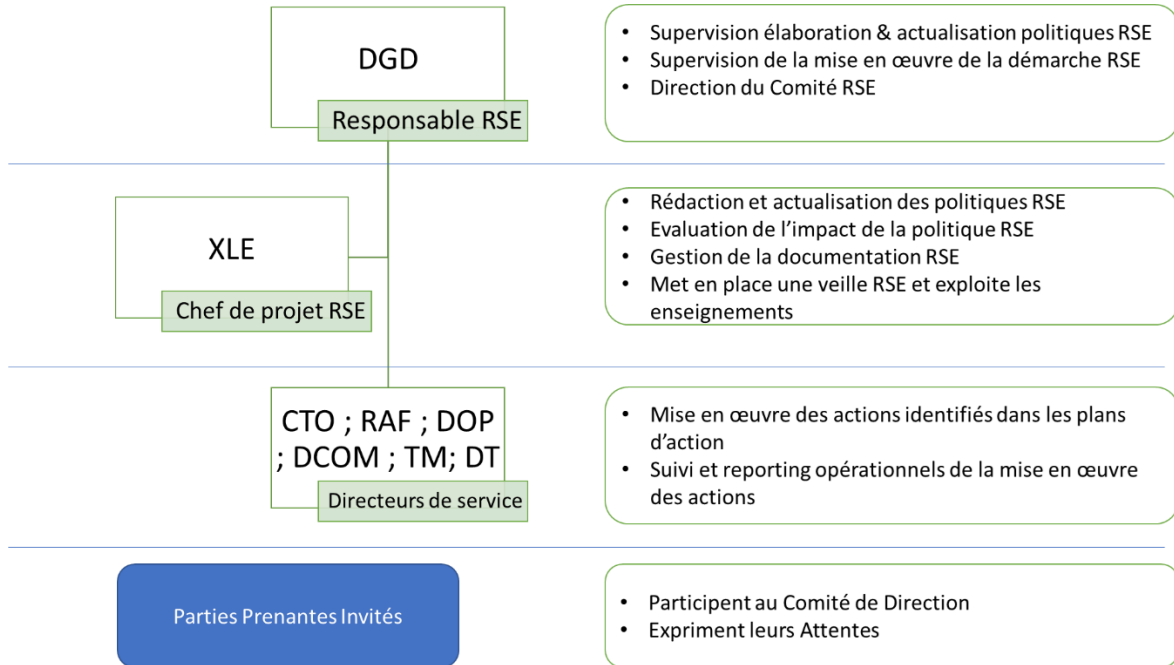 DGD
Responsable RSE
• Supervision élaboration & actualisation politiques RSE
• Supervision de la mise en œuvre de la démarche RSE
• Direction du Comité RSE
XLE
Chef de projet RSE
• Rédaction et actualisation des politiques RSE
• Evaluation de l’impact de la politique RSE
• Gestion de la documentation RSE
• Met en place une veille RSE et exploite les
enseignements
CTO ; RAF ; DOP
; DCOM ; TM; DT
Directeurs de service
• Mise en œuvre des actions identifiés dans les plans
d’action
• Suivi et reporting opérationnels de la mise en œuvre
des actions
Parties Prenantes Invités
• Participent au Comité de Direction
• Expriment leurs Attentes